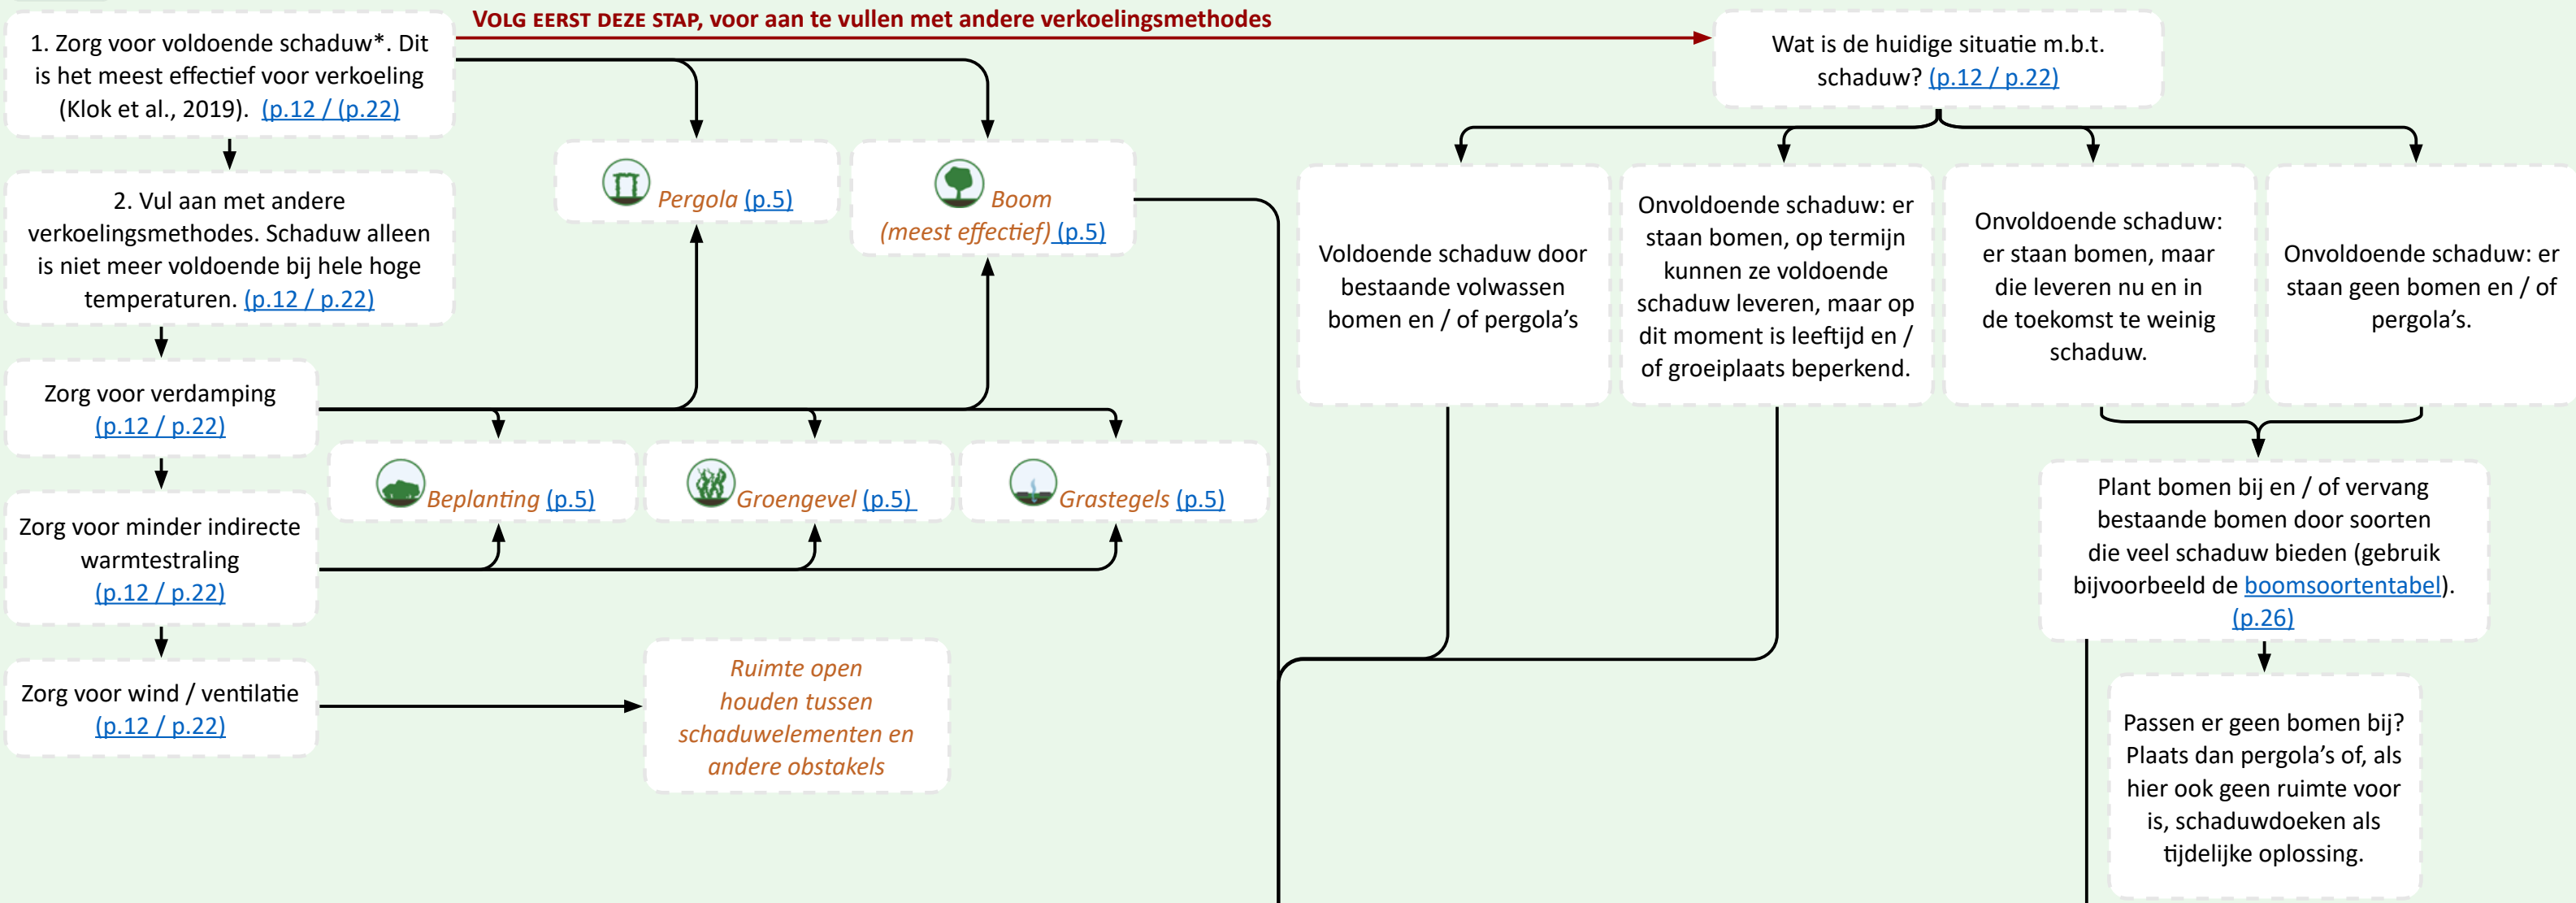 VOLG EERST DEZE STAP, voor aan te vullen met andere verkoelingsmethodes
1. Zorg voor voldoende schaduw*. Dit
is het meest effectief voor verkoeling
(Klok et al., 2019). (p.12 / (p.22)
2. Vul aan met andere
verkoelingsmethodes. Schaduw alleen
is niet meer voldoende bij hele hoge
temperaturen. (p.12 / p.22)
Zorg voor verdamping
(p.12 / p.22)
Zorg voor minder indirecte
warmtestraling
(p.12 / p.22)
Zorg voor wind / ventilatie
(p.12 / p.22)
Pergola (p.5)
Boom
(meest effectief) (p.5)
Beplanting (p.5)
Groengevel (p.5)
Grastegels (p.5)
Ruimte open
houden tussen
schaduwelementen en
andere obstakels
Wat is de huidige situatie m.b.t.
schaduw? (p.12 / p.22)
Voldoende schaduw door
bestaande volwassen
bomen en / of pergola's
Onvoldoende schaduw: er
staan bomen, op termijn
kunnen ze voldoende
schaduw leveren, maar op
dit moment is leeftijd en /
of groeiplaats beperkend.
Onvoldoende schaduw:
er staan bomen, maar
die leveren nu en in
de toekomst te weinig
schaduw.
Onvoldoende schaduw: er
staan geen bomen en / of
pergola's.
Plant bomen bij en / of vervang
bestaande bomen door soorten
die veel schaduw bieden (gebruik
bijvoorbeeld de boomsoortentabel).
(p.26)
Passen er geen bomen bij?
Plaats dan pergola's of, als
hier ook geen ruimte voor
is, schaduwdoeken als
tijdelijke oplossing.